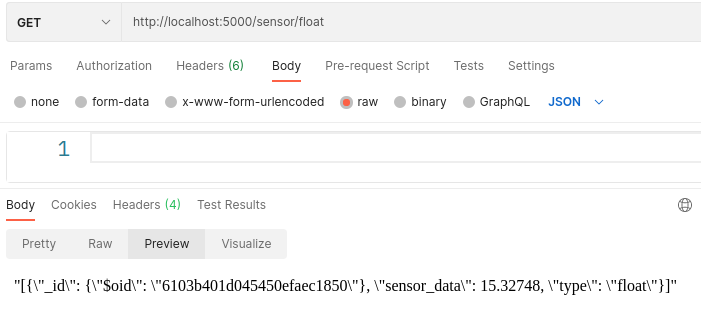 GET http://localhost:5000/sensor/float
Params Authorization Headers (6) Body Pre-request Script Tests Settings
none form-data x-www-form-urlencoded raw binary GraphQL JSON
1
Body Cookies Headers (4) Test Results
Pretty Raw Preview Visualize
"[{\"_id\": {\"$oid\": \"6103b401d045450efaec1850\"}, \"sensor_data\": 15.32748, \"type\": \"float\"}]"